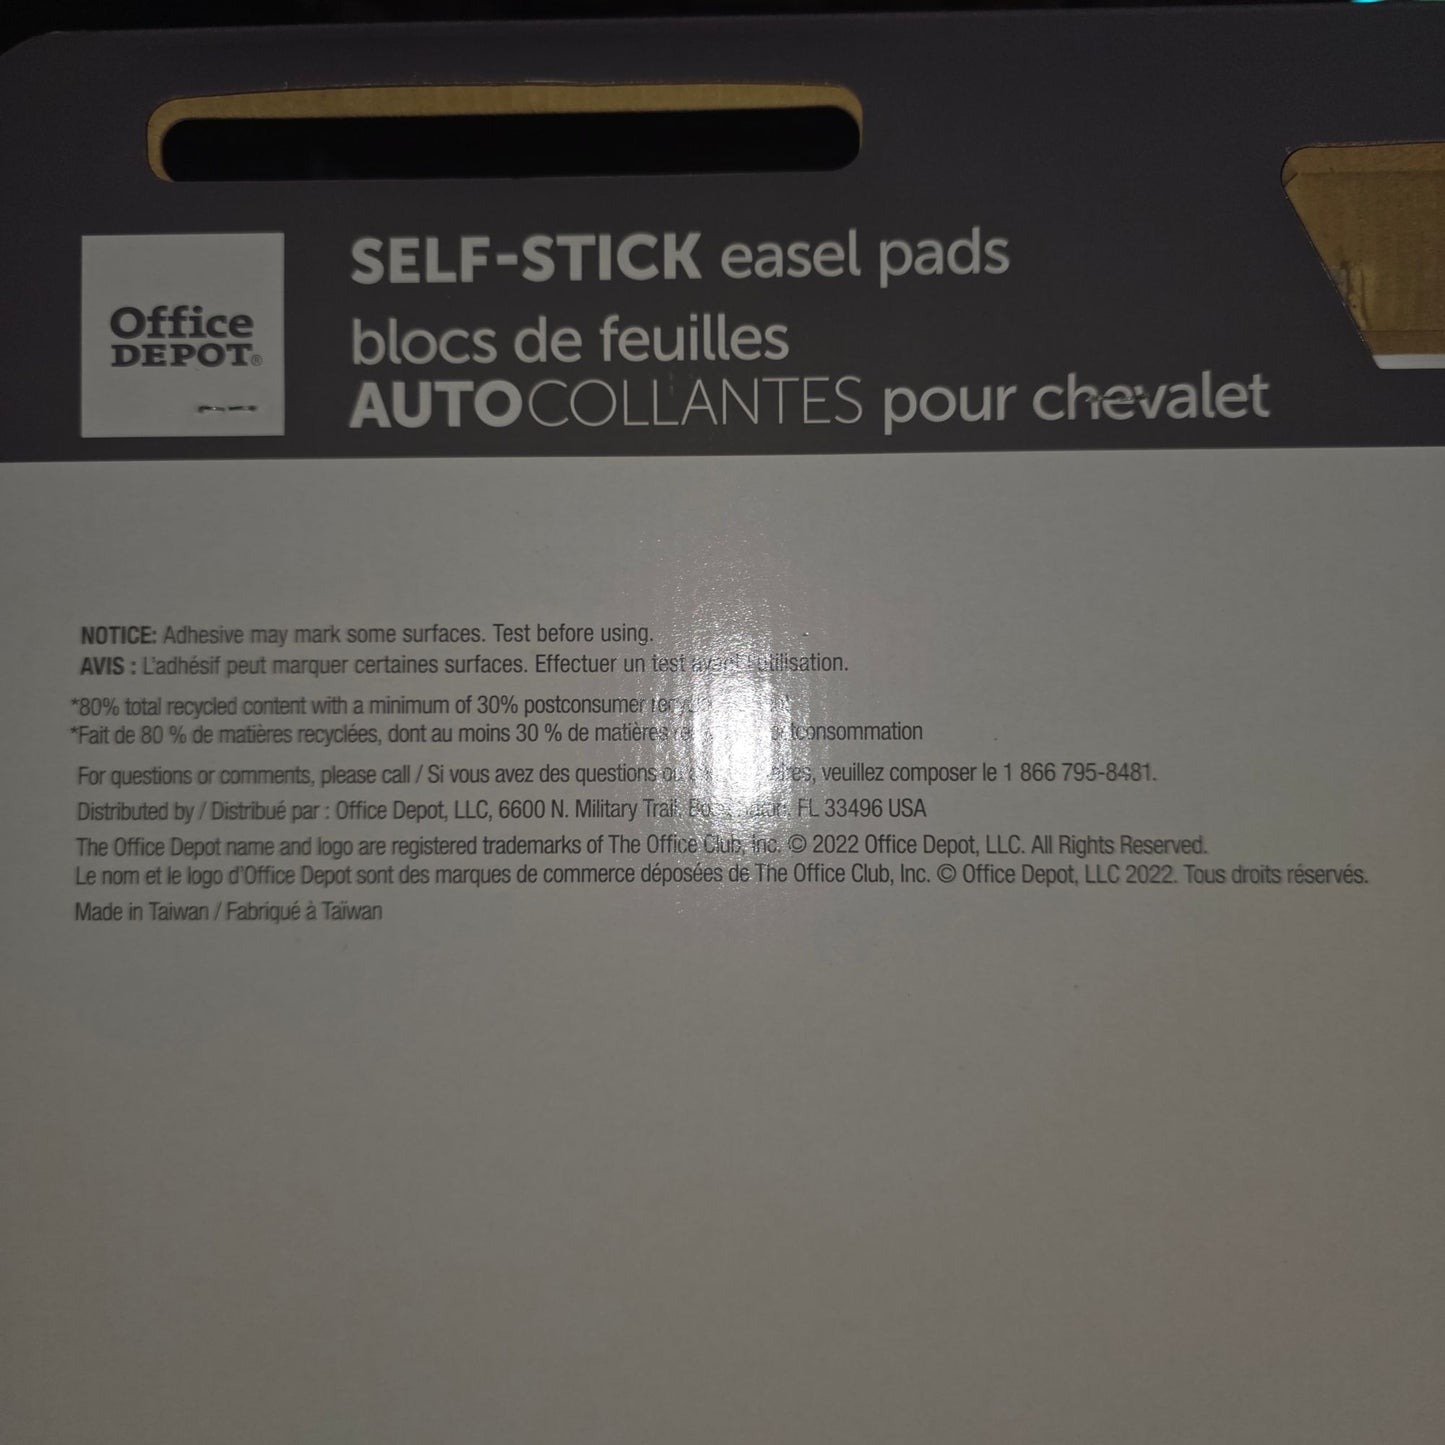 Office
DEPOT®
SELF-STICK easel pads
blocs de feuilles
AUTOCOLLANTES pour chevalet
NOTICE: Adhesive may mark some surfaces. Test before using.
AVIS : L'adhésif peut marquer certaines surfaces. Effectuer un test avant l'utilisation.
*80% total recycled content with a minimum of 30% postconsumer
*Fait de 80 % de matières recyclées, dont au moins 30 % de matières postconsommation
For questions or comments, please call / Si vous avez des questions ou veuillez composer le 1 866 795-8481.
Distributed by / Distribué par : Office Depot, LLC, 6600 N. Military Trail, FL 33496 USA
The Office Depot name and logo are registered trademarks of The Office Club, Inc. © 2022 Office Depot, LLC. All Rights Reserved.
Le nom et le logo d'Office Depot sont des marques de commerce déposées de The Office Club, Inc. © Office Depot, LLC 2022. Tous droits réservés.
Made in Taiwan / Fabriqué à Taïwan